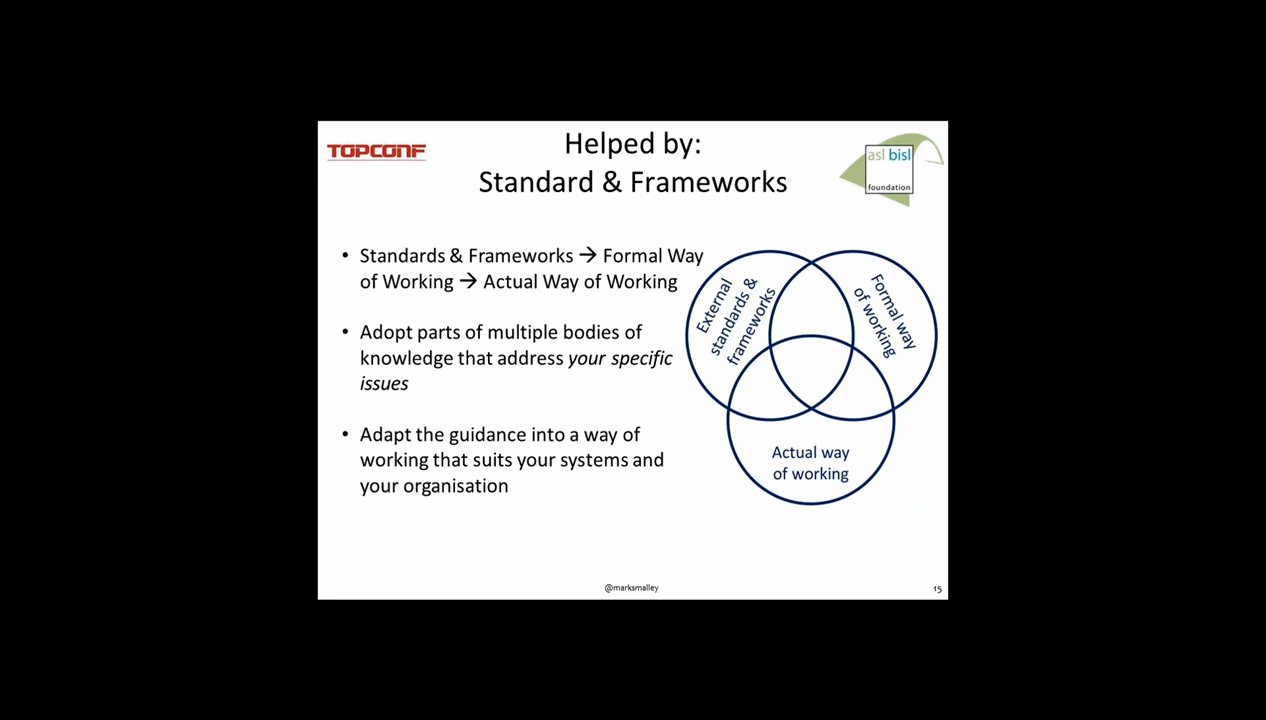 TOPCONF
Helped by:
Standard & Frameworks
asl bisl
foundation
• Standards & Frameworks → Formal Way
of Working → Actual Way of Working
• Adopt parts of multiple bodies of
knowledge that address your specific
issues
• Adapt the guidance into a way of
working that suits your systems and
your organisation
External
standards &
frameworks
Formal way
of working
Actual way
of working
@marksmalley
15